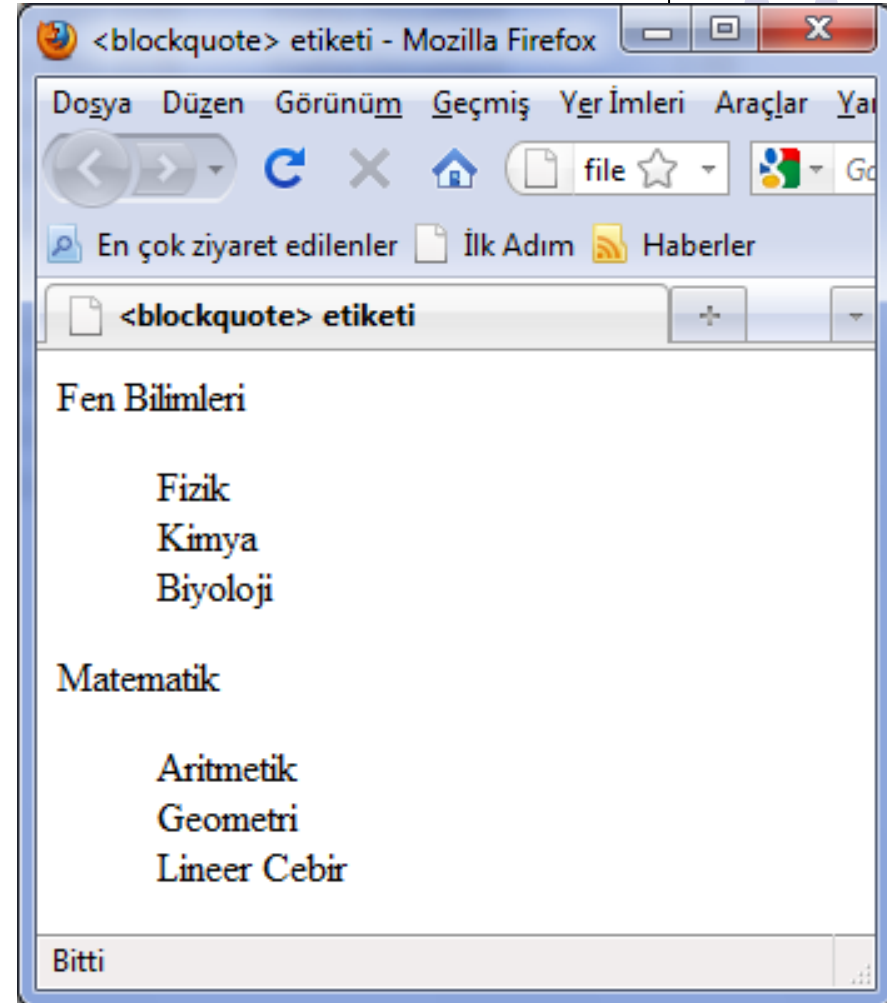 <blockquote> etiketi - Mozilla Firefox
Dosya Düzen Görünüm Geçmiş Yer İmleri Araçlar
file
En çok ziyaret edilenler İlk Adım Haberler
<blockquote> etiketi
Fen Bilimleri
Fizik
Kimya
Biyoloji
Matematik
Aritmetik
Geometri
Lineer Cebir
Bitti